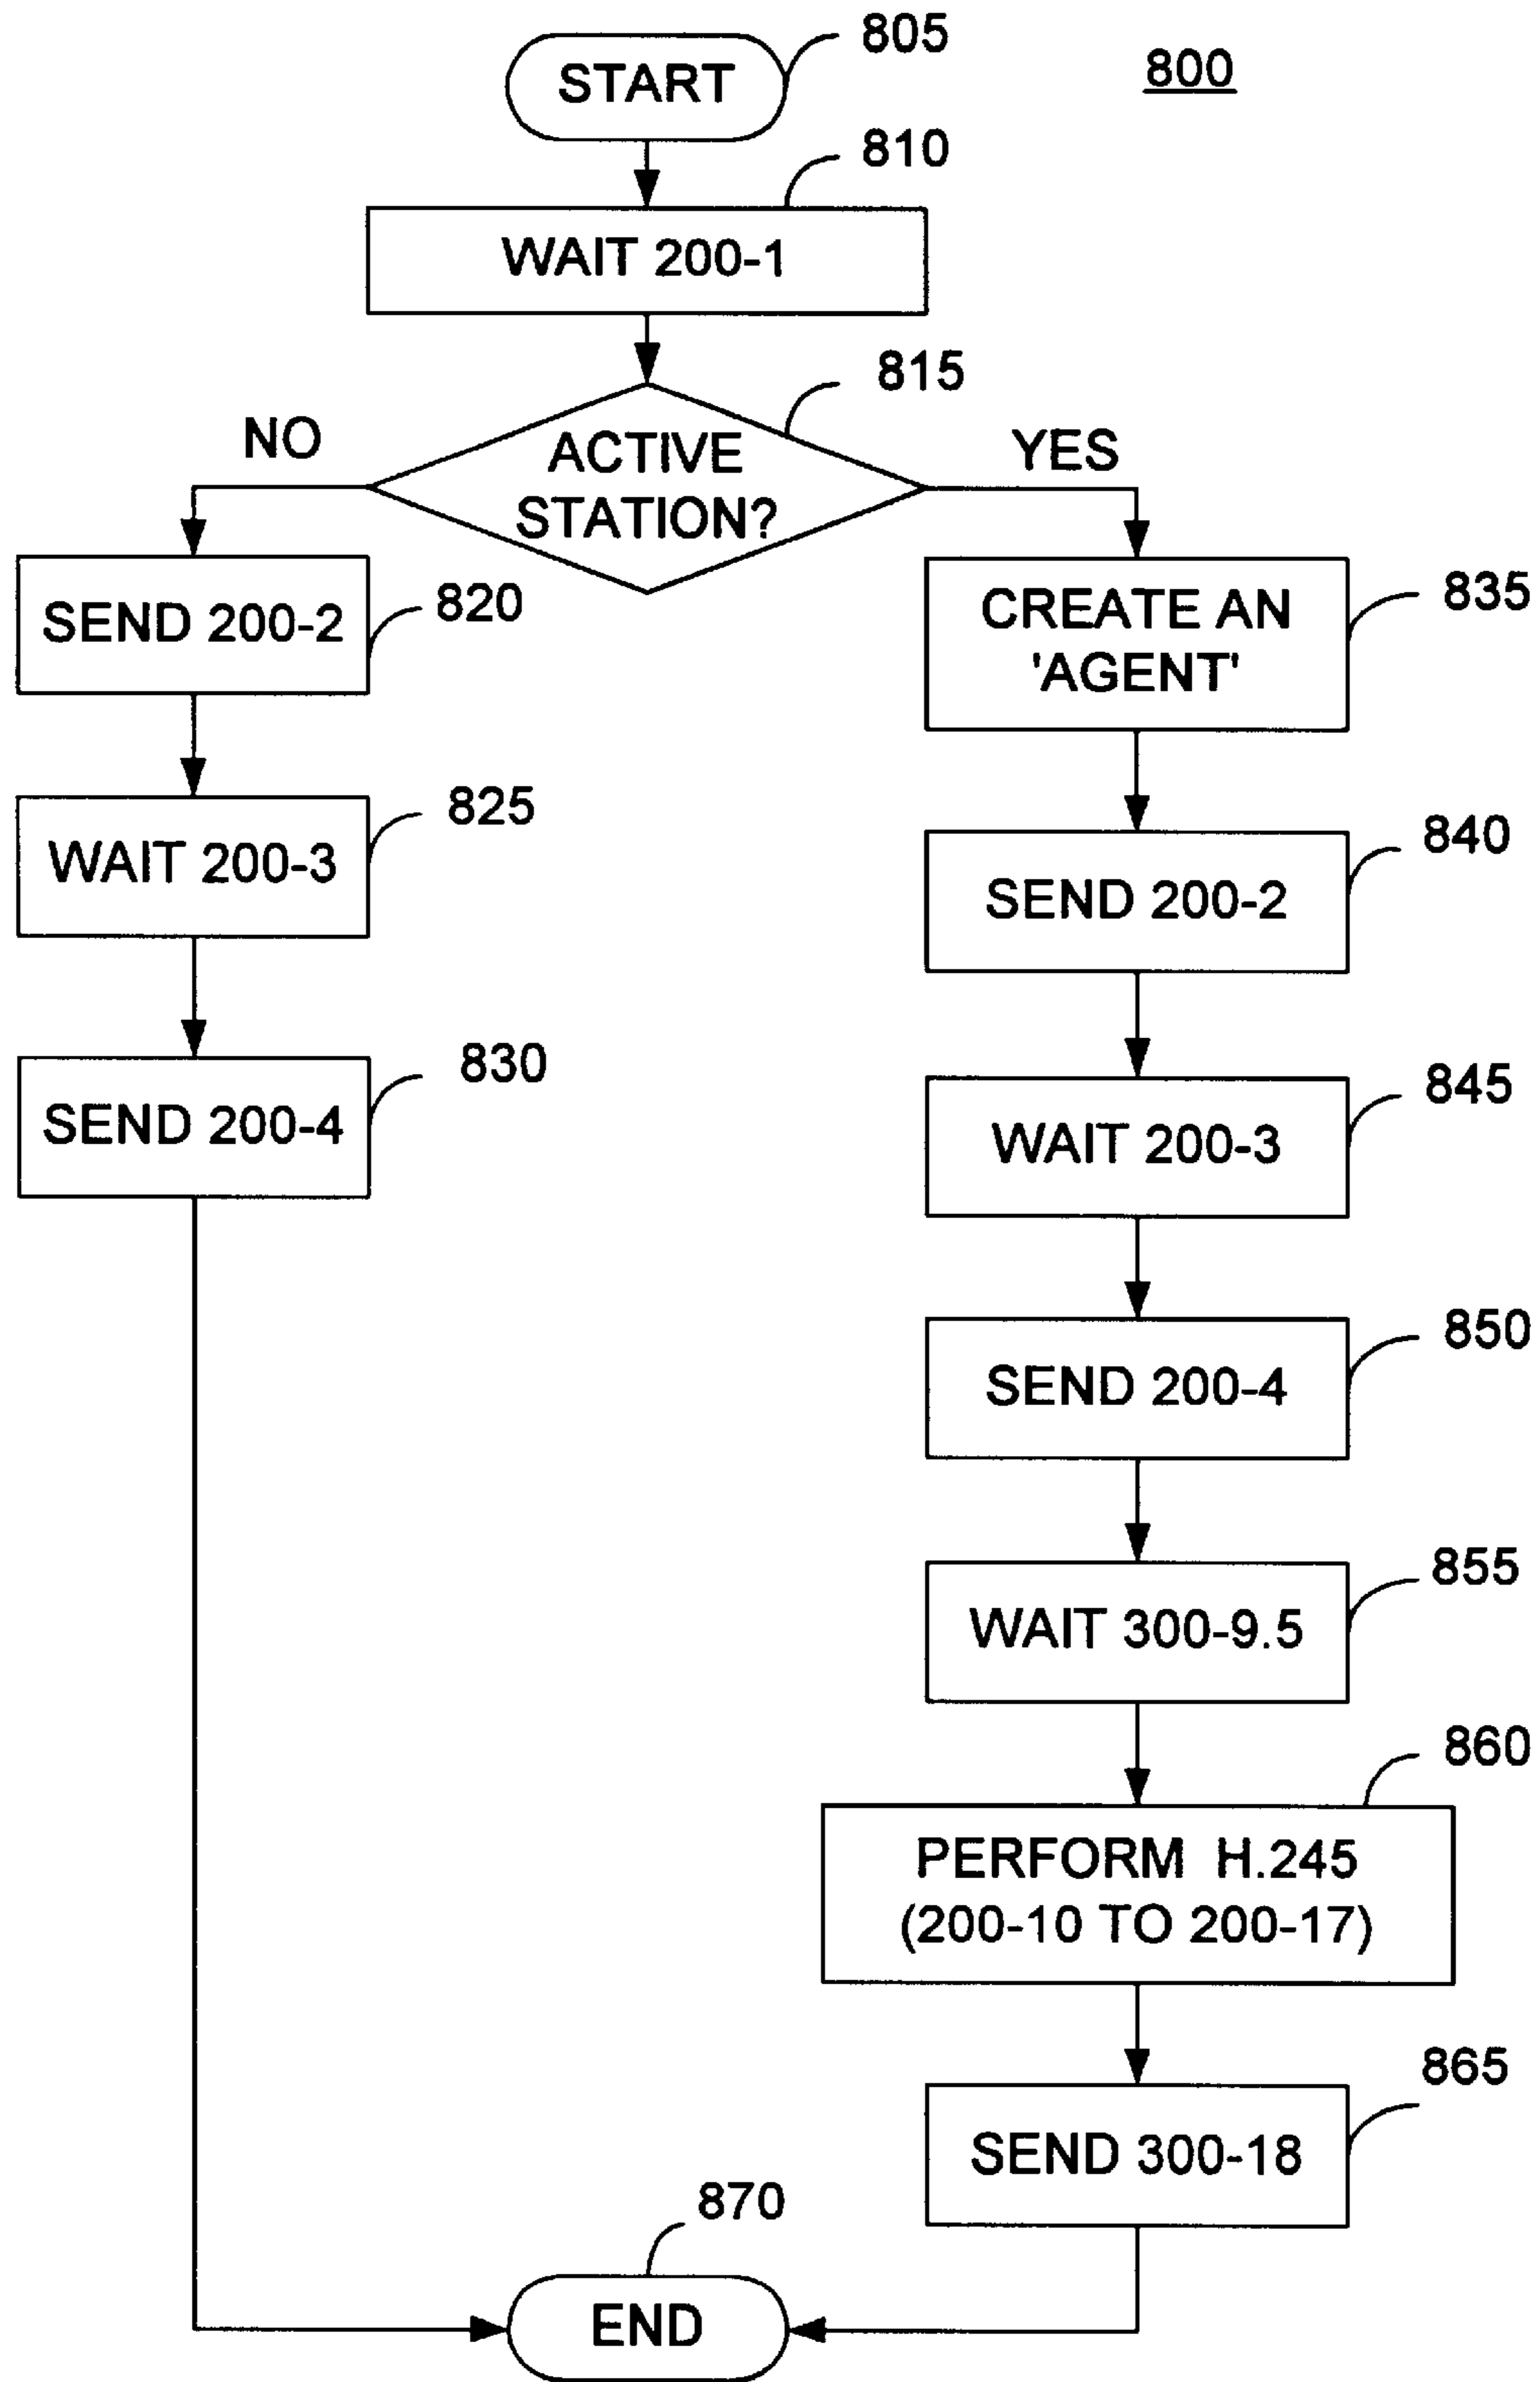 800
START
805
WAIT 200-1
810
ACTIVE
STATION?
815
NO
YES
SEND 200-2
820
WAIT 200-3
825
SEND 200-4
830
CREATE AN
'AGENT'
835
SEND 200-2
840
WAIT 200-3
845
SEND 200-4
850
WAIT 300-9.5
855
PERFORM H.245
(200-10 TO 200-17)
860
SEND 300-18
865
END
870